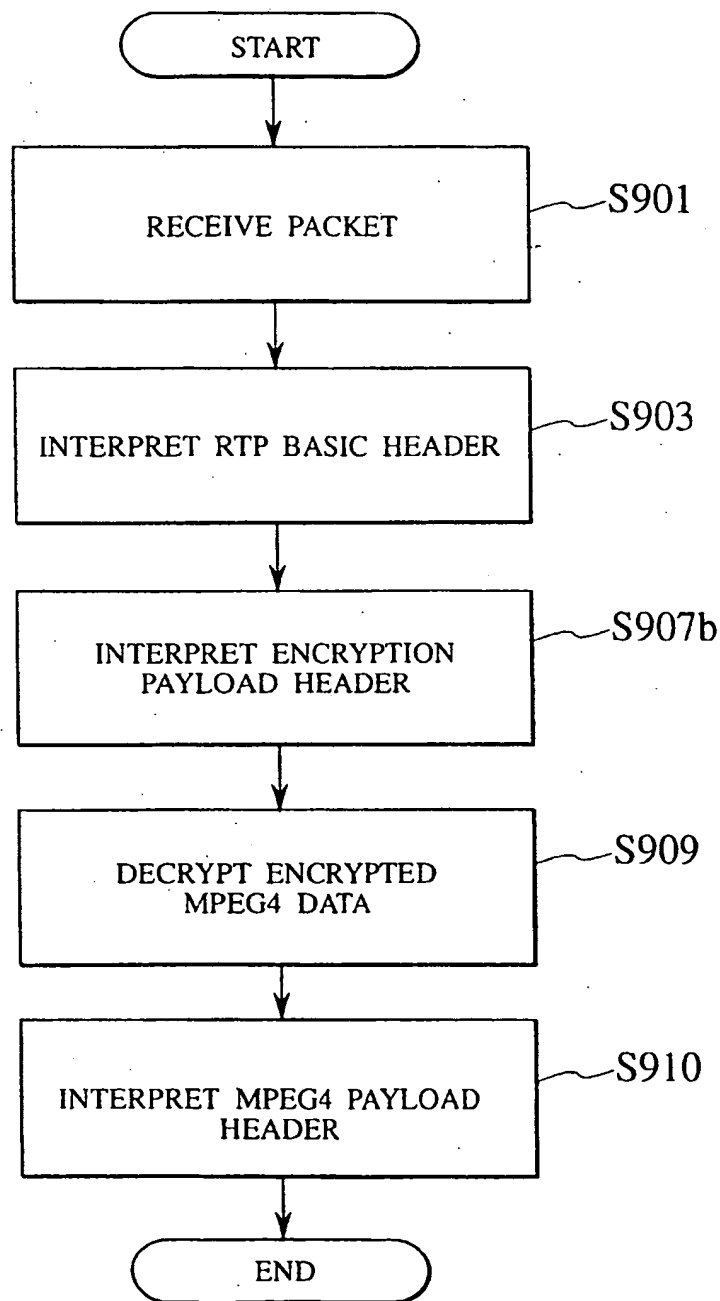 START
RECEIVE PACKET
S901
INTERPRET RTP BASIC HEADER
S903
INTERPRET ENCRYPTION
PAYLOAD HEADER
S907b
DECRYPT ENCRYPTED
MPEG4 DATA
S909
INTERPRET MPEG4 PAYLOAD
HEADER
S910
END